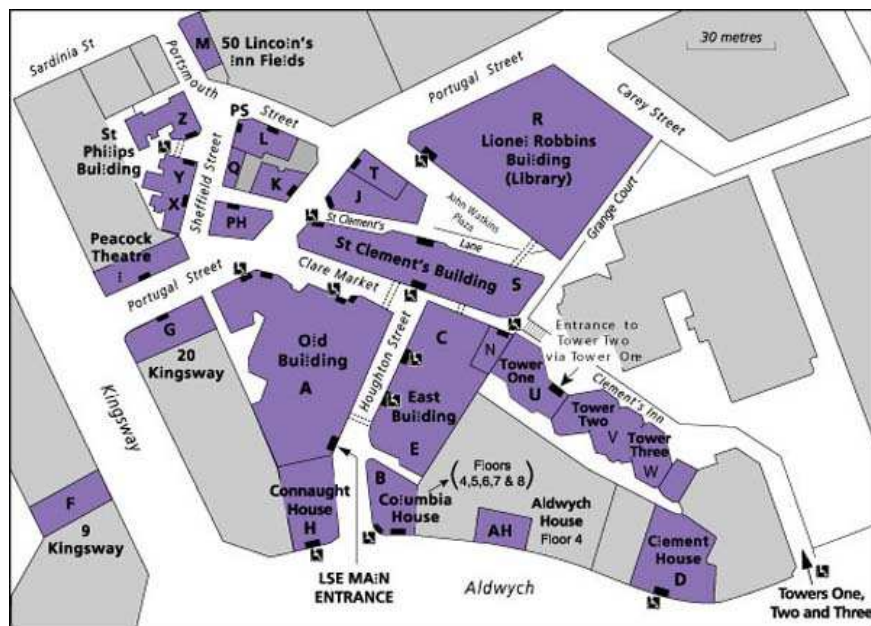 Sardinia St
Portsmouth
Street
M
50 Lincoln's
Inn Fields
30 metres
Portugal Street
Carey Street
PS
Z
L
Q
K
St
Philips
Building
Y
X
Sheffield Street
PH
T
J
R
Lionel Robbins
Building
(Library)
John Watkins
Plaza
Grange Court
St Clement's
Lane
St Clement's Building
S
Peacock
Theatre
I
Portugal Street
Clare Market
G
20
Kingsway
Kingsway
Old
Building
A
Houghton Street
C
N
East
Building
E
Entrance to
Tower Two
via Tower One
Tower
One
U
Clement's Inn
Tower
Two
V
Tower
Three
W
F
9
Kingsway
Connaught
House
H
B
Columbia
House
(Floors
4,5,6,7 & 8)
AH
Aldwych
House
Floor 4
Clement
House
D
LSE MAIN
ENTRANCE
Aldwych
Towers One,
Two and Three